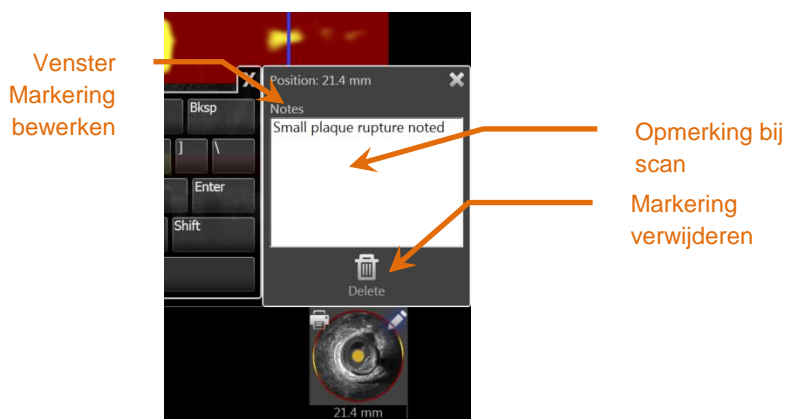 Venster
Markering
bewerken
X
Position: 21.4 mm
Notes
Small plaque rupture noted
Bksp
] \
Enter
Shift
Delete
21.4 mm
Opmerking bij
scan
Markering
verwijderen